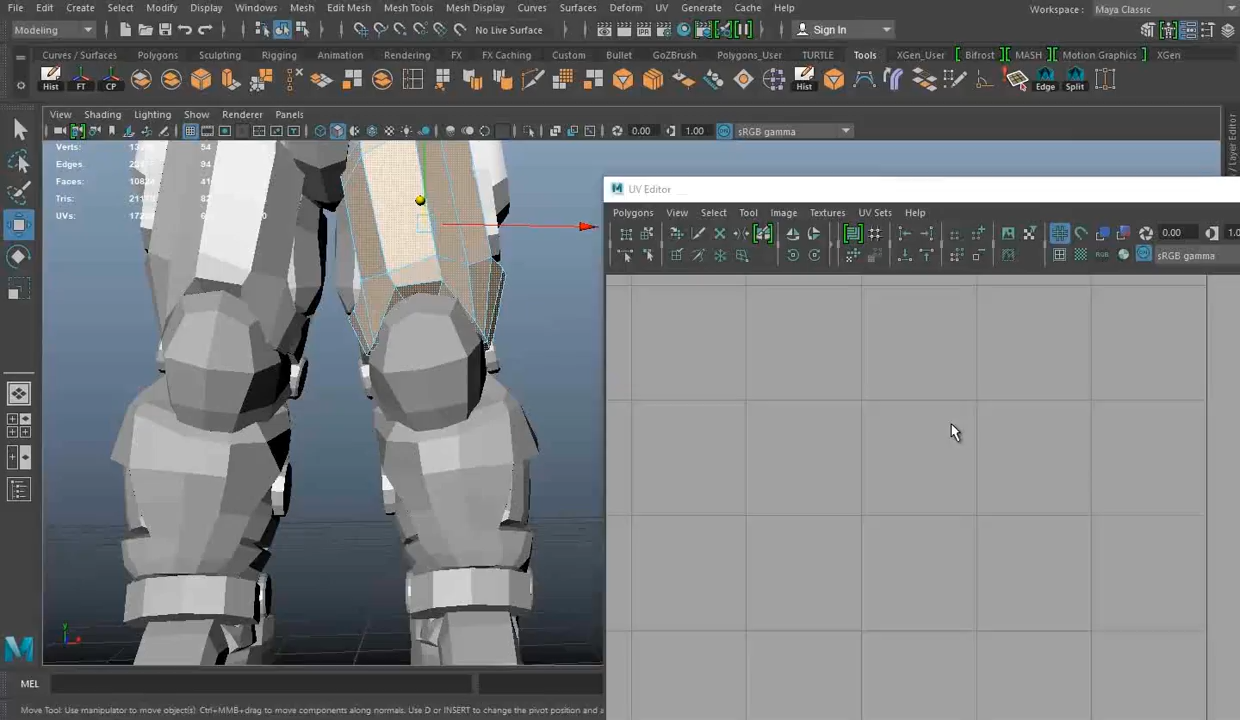 File Edit Create Select Modify Display Windows Mesh Edit Mesh Mesh Tools Mesh Display Curves Surfaces Deform UV Generate Cache Help
Workspace : Maya Classic
Modeling No Live Surface Sign In
Curves / Surfaces Polygons Sculpting Rigging Animation Rendering FX FX Caching Custom Bullet GoZBrush Polygons_User TURTLE Tools XGen_User Bifrost MASH Motion Graphics XGen
Hist FT CP Hist Edge Split
View Shading Lighting Show Renderer Panels
0.00 1.00 sRGB gamma
Verts: 54
Edges: 94
Faces: 41
Tris: 82
UVs:
UV Editor
Polygons View Select Tool Image Textures UV Sets Help
0.00
sRGB gamma
MEL
Move Tool: Use manipulator to move object(s). Ctrl+MMB+drag to move components along normals. Use D or INSERT to change the pivot position and